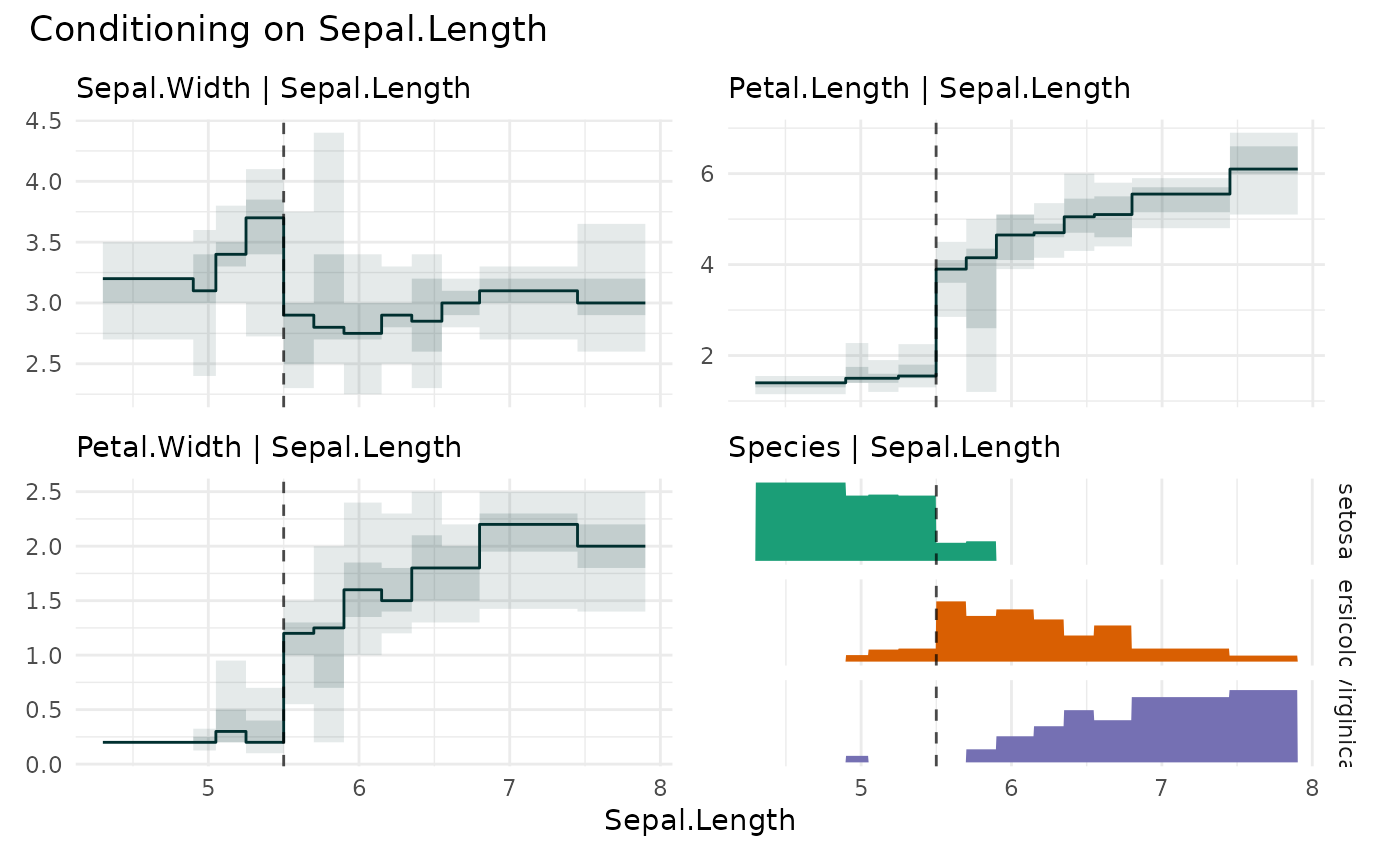 Conditioning on Sepal.Length
Sepal.Width | Sepal.Length
4.5
4.0
3.5
3.0
2.5
Petal.Length | Sepal.Length
6
4
2
Petal.Width | Sepal.Length
2.5
2.0
1.5
1.0
0.5
0.0
5 6 7 8
Species | Sepal.Length
setosa
ersicolc
irginica
5 6 7 8
Sepal.Length